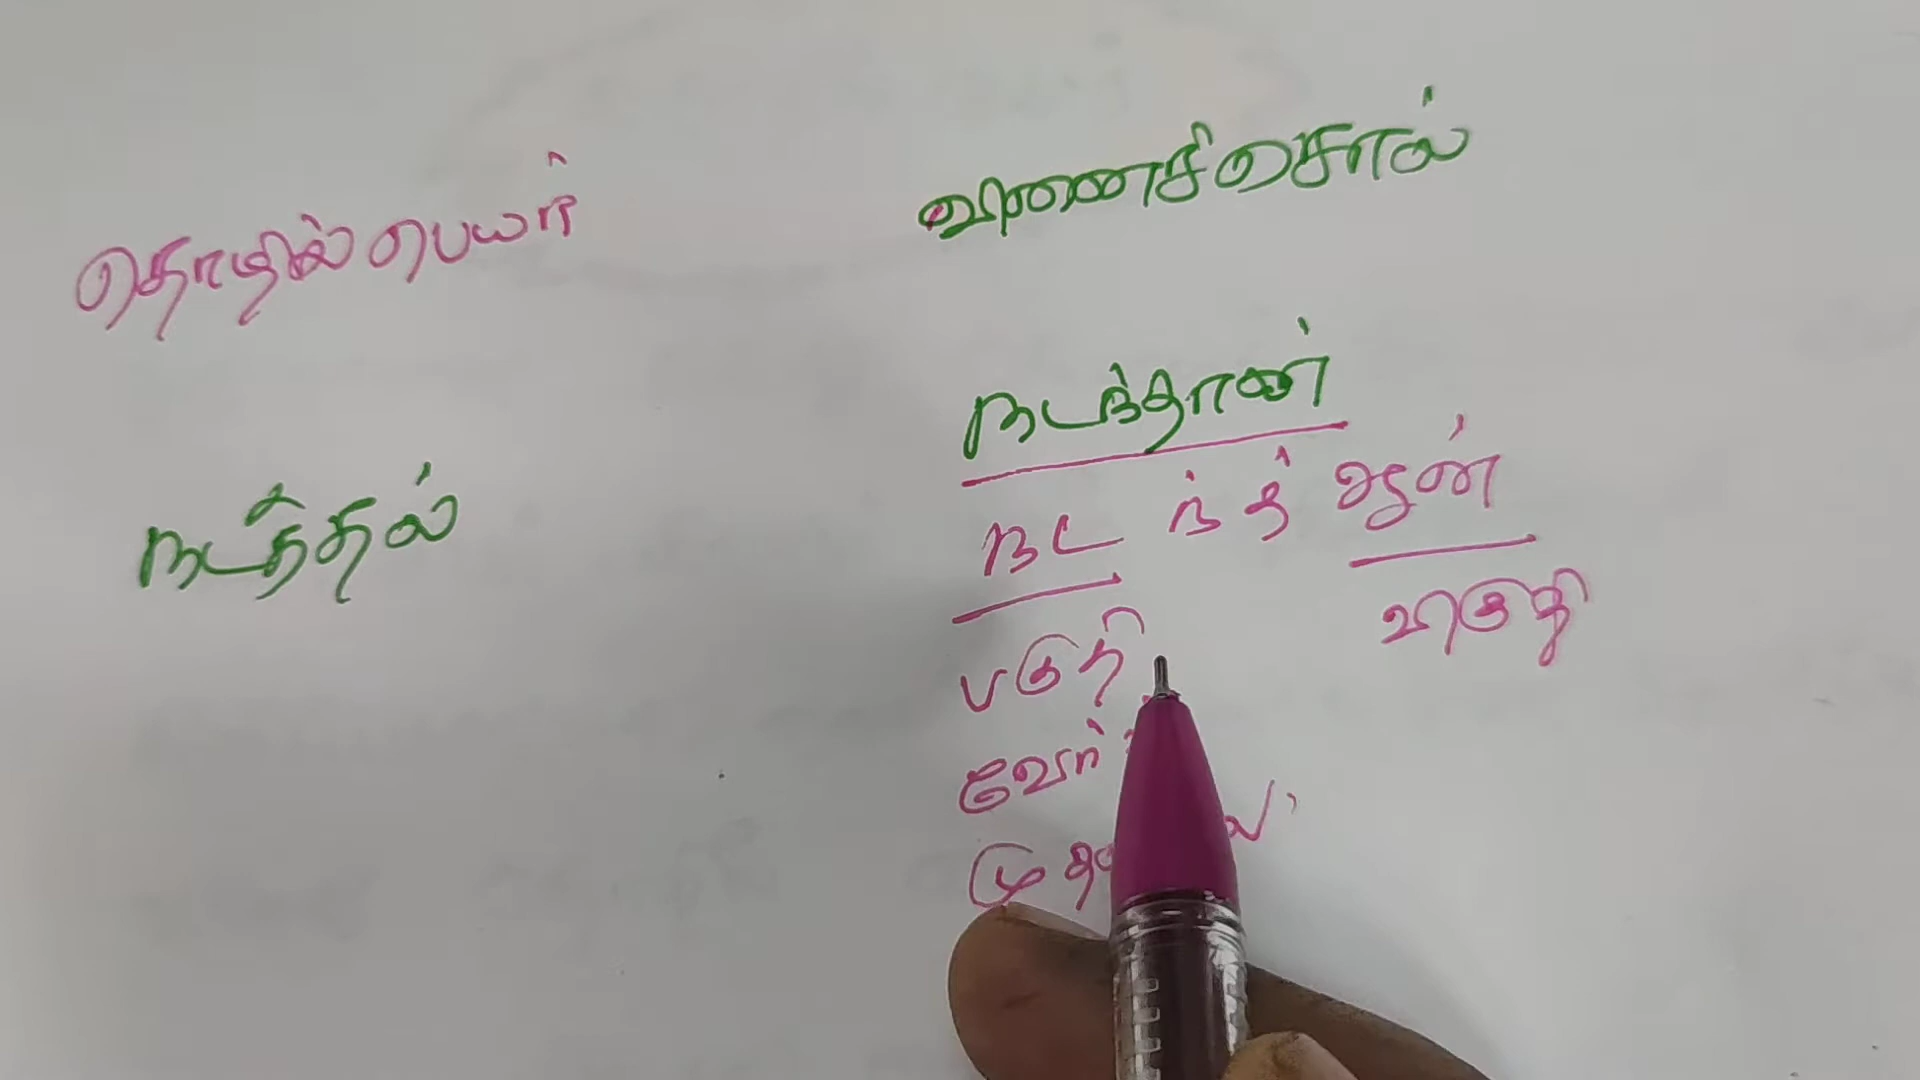 தொழில் பெயர்
வினைச்சொல்
நடந்தான்
நடத்தல்
நட ந் த் ஆன்
பகுதி
விகுதி